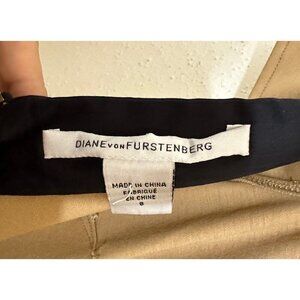 DIANE VON FURSTENBERG
MADE IN CHINA
FABRIQUÉ
EN CHINE